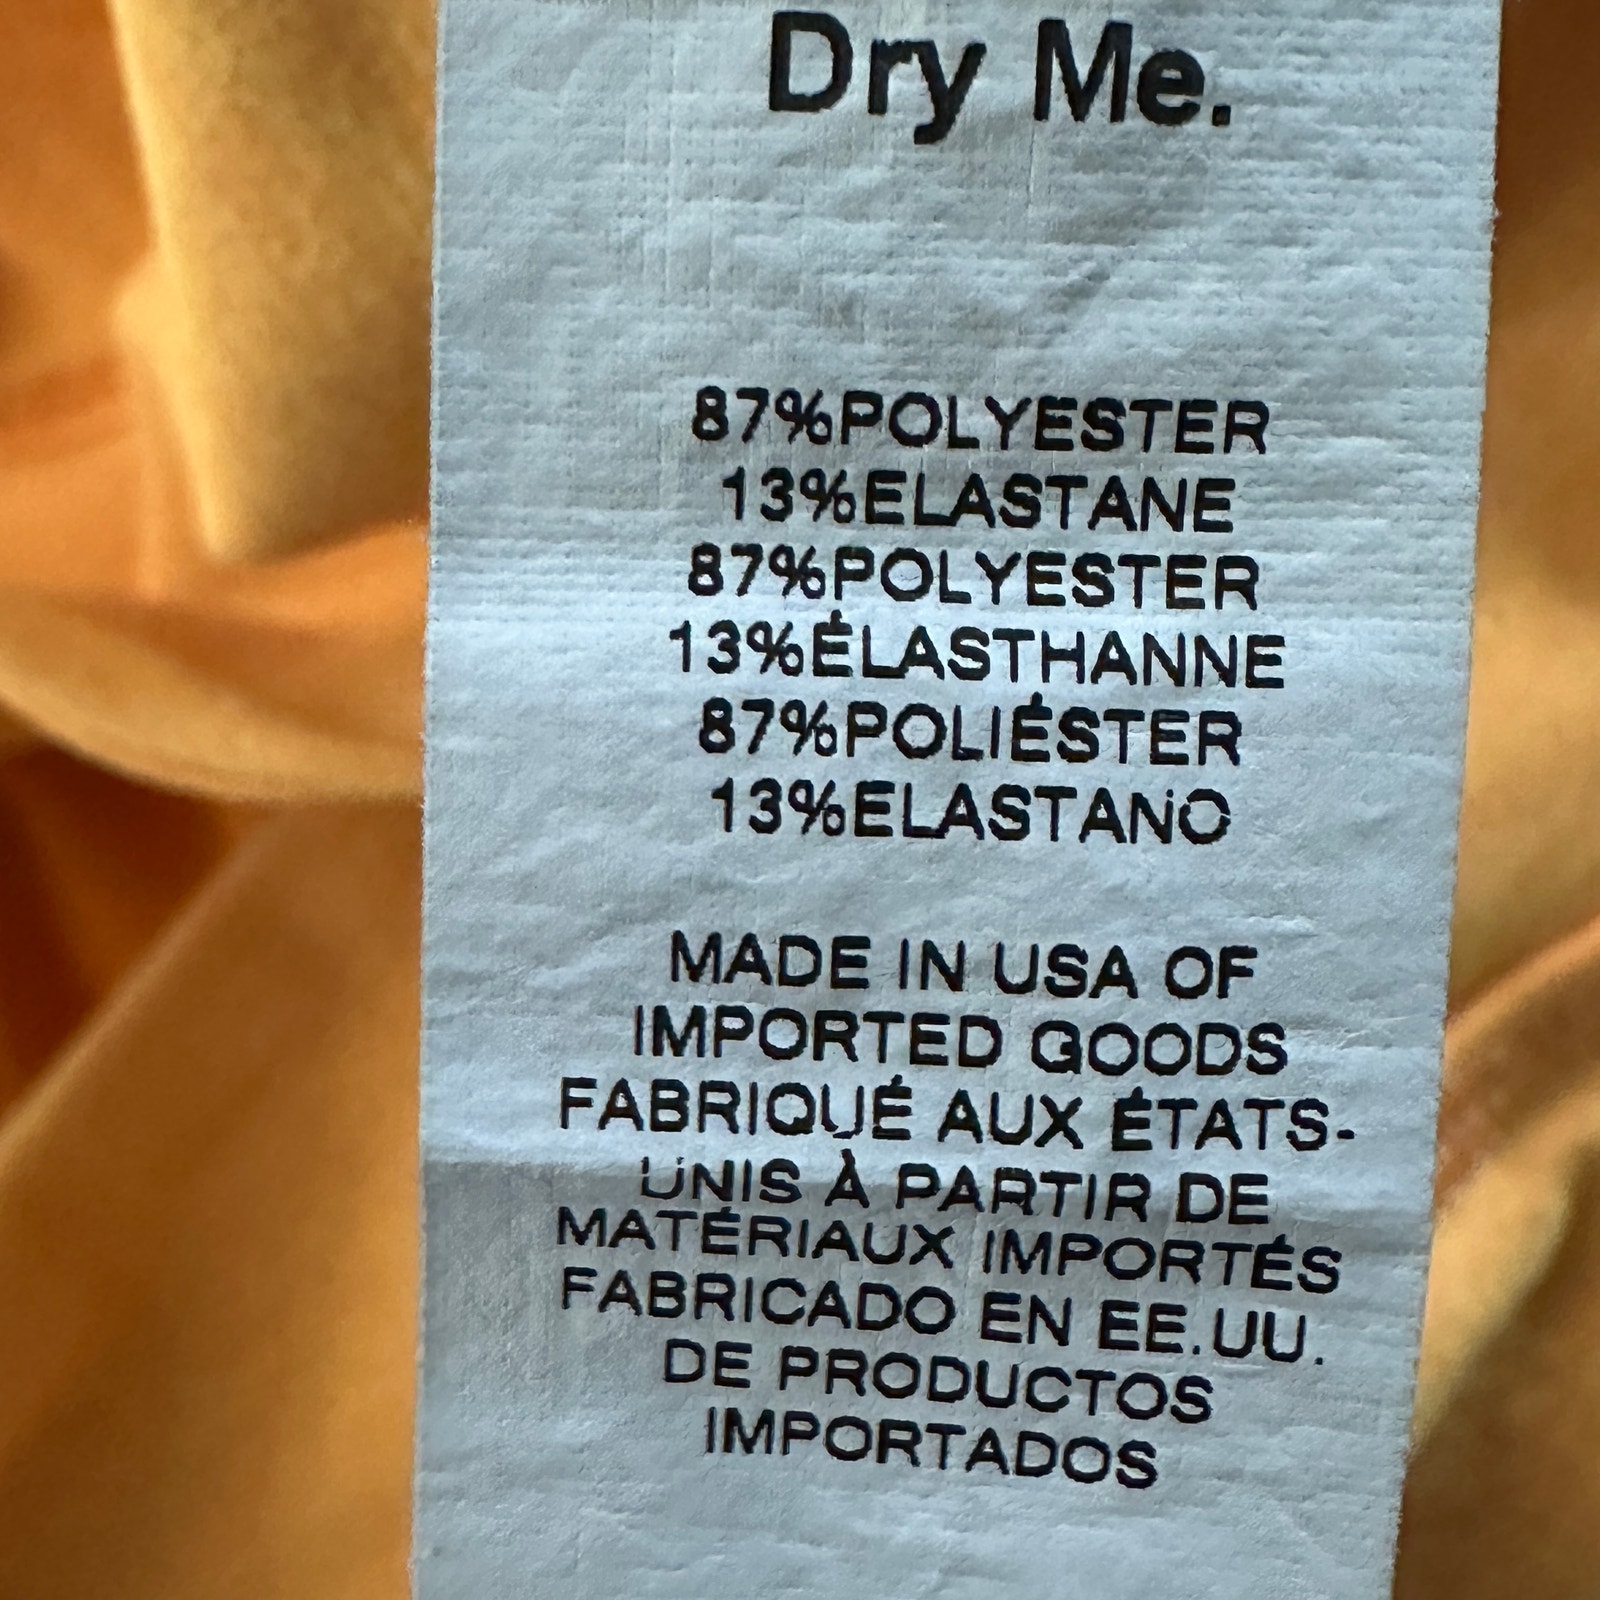 Dry Me.
87%POLYESTER
13%ELASTANE
87%POLYESTER
13%ÉLASTHANNE
87%POLIÉSTER
13%ELASTANO
MADE IN USA OF
IMPORTED GOODS
FABRIQUÉ AUX ÉTATS-
UNIS À PARTIR DE
MATÉRIAUX IMPORTÉS
FABRICADO EN EE.UU.
DE PRODUCTOS
IMPORTADOS